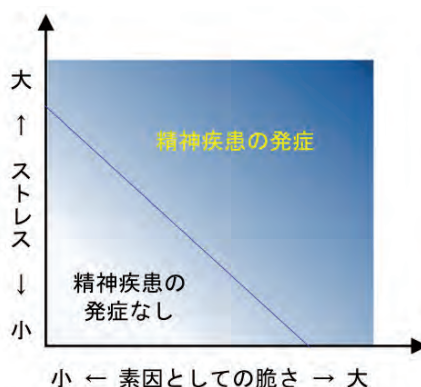 大 ↑ ストレス ↓ 小
精神疾患の発症
精神疾患の
発症なし
小 ← 素因としての脆さ → 大